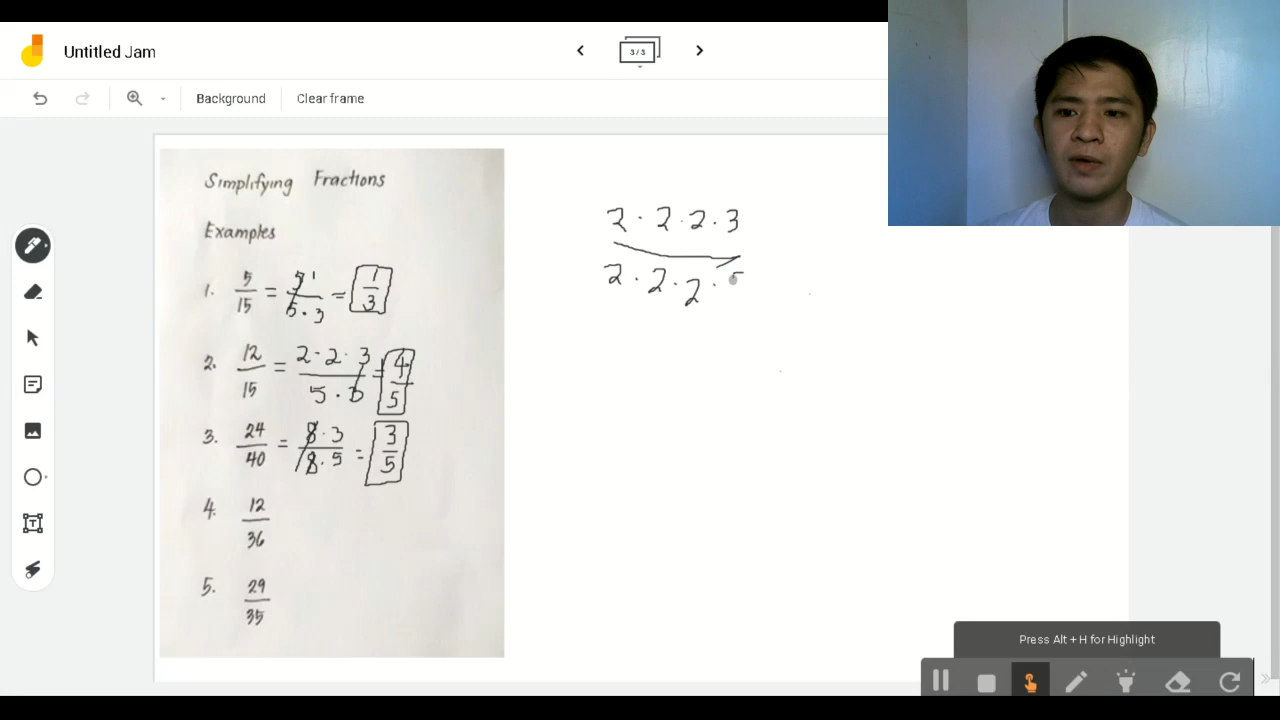 Untitled Jam
3 / 3
Background
Clear frame
Simplifying Fractions
Examples
1. 5/15 = 5 1/5 · 3 = 1/3
2. 12/15 = 2 · 2 · 3/5 · 3 = 4/5
3. 24/40 = 8 · 3/8 · 5 = 3/5
4. 12/36
5. 29/35
2 · 2 · 2 · 3
2 · 2 · 2 · 5
Press Alt + H for Highlight